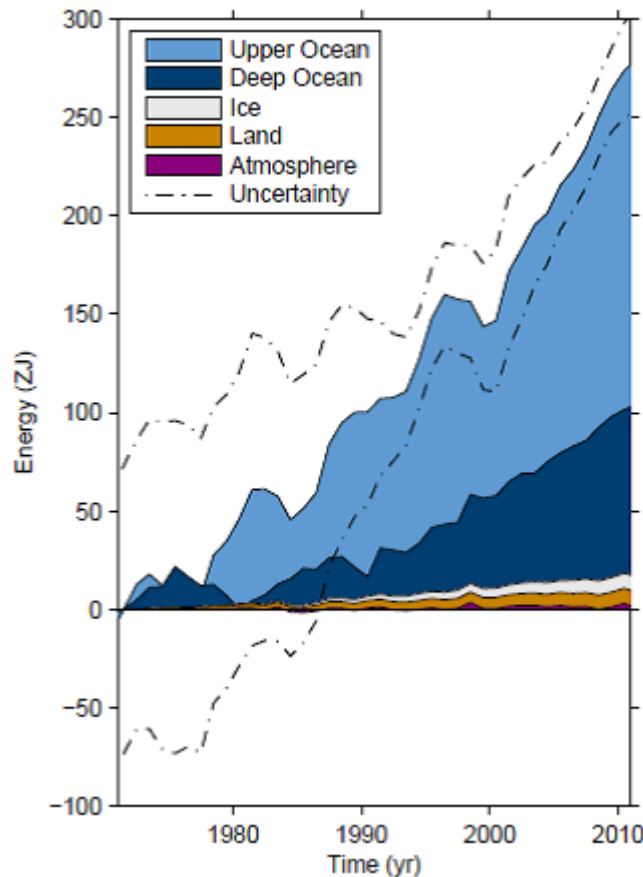 300
250
200
150
100
50
0
−50
−100
Energy (ZJ)
Upper Ocean
Deep Ocean
Ice
Land
Atmosphere
Uncertainty
1980
1990
2000
2010
Time (yr)